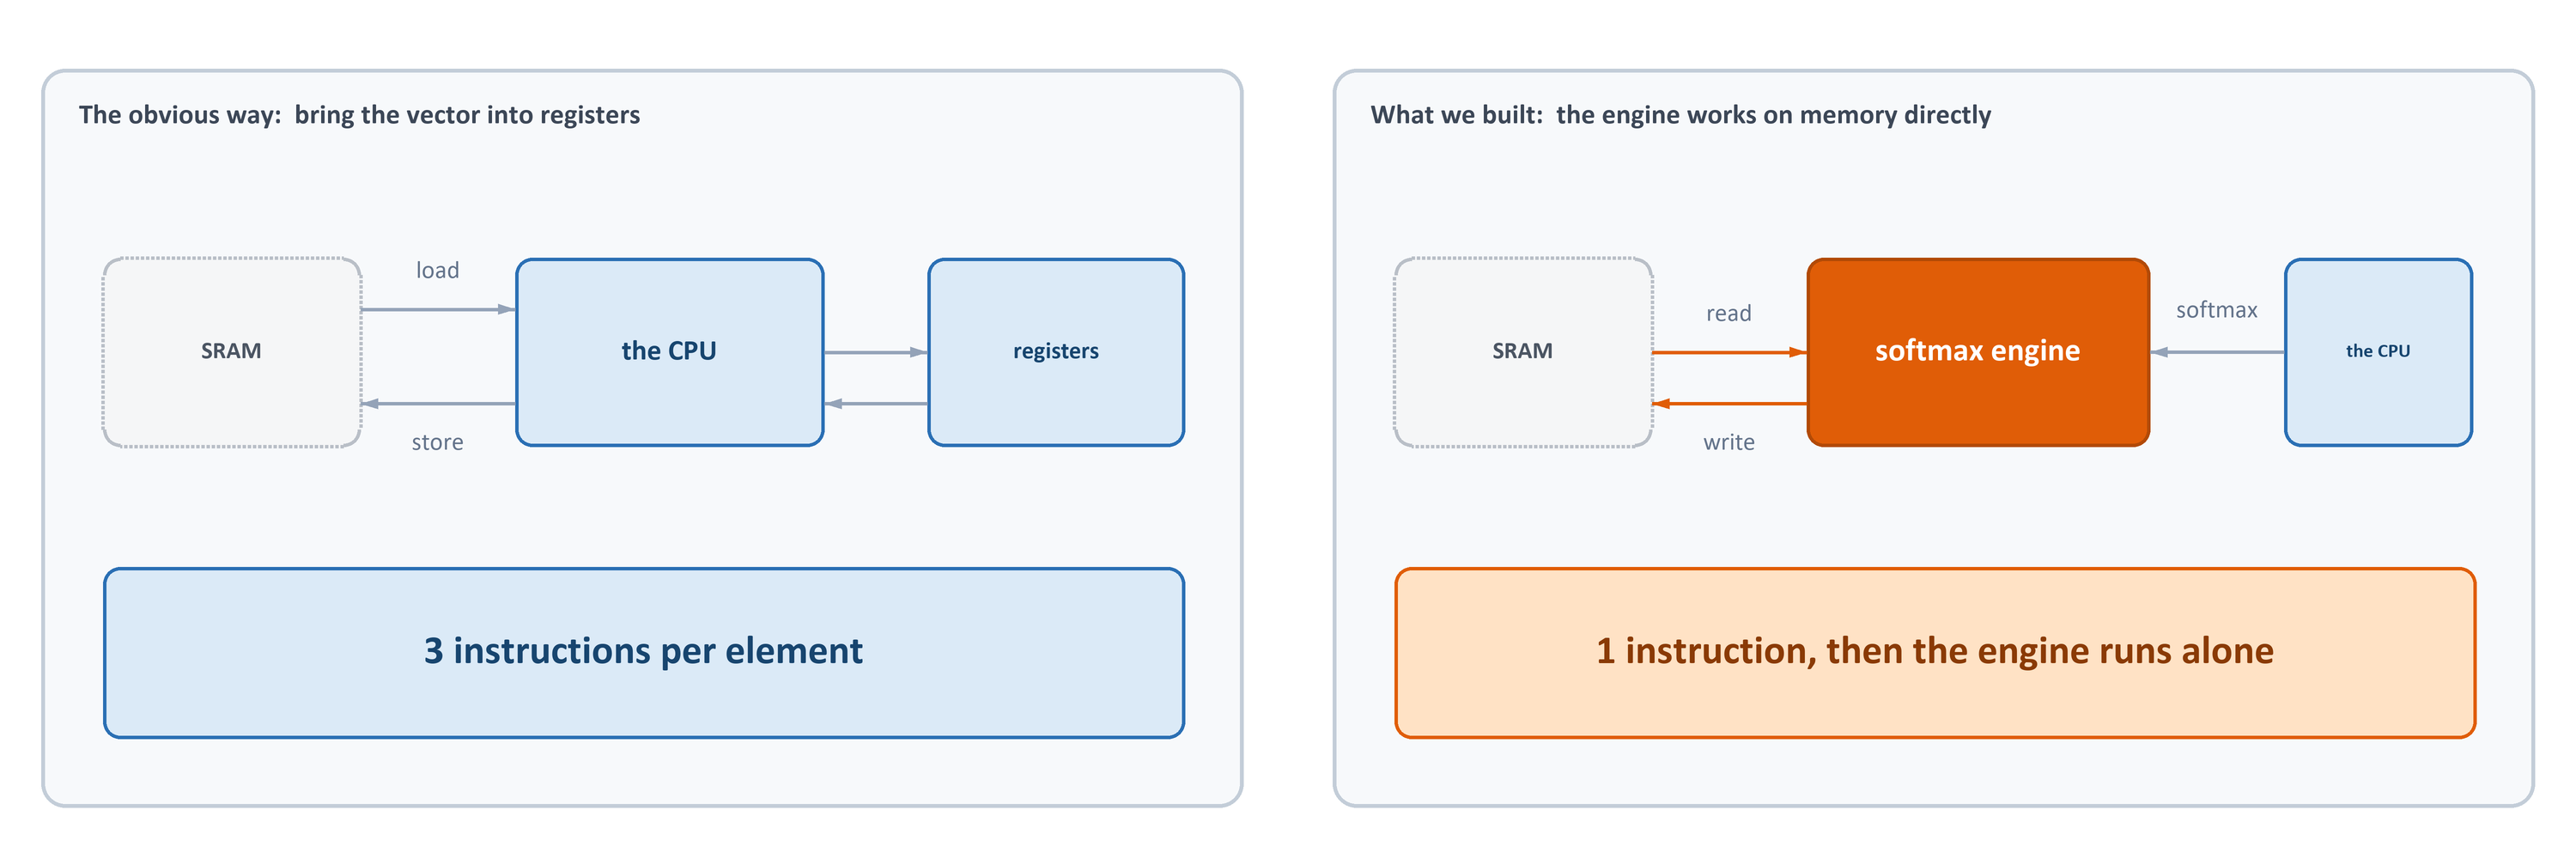 The obvious way:  bring the vector into registers
SRAM
load
store
the CPU
registers
3 instructions per element
What we built:  the engine works on memory directly
SRAM
read
write
softmax engine
softmax
the CPU
1 instruction, then the engine runs alone